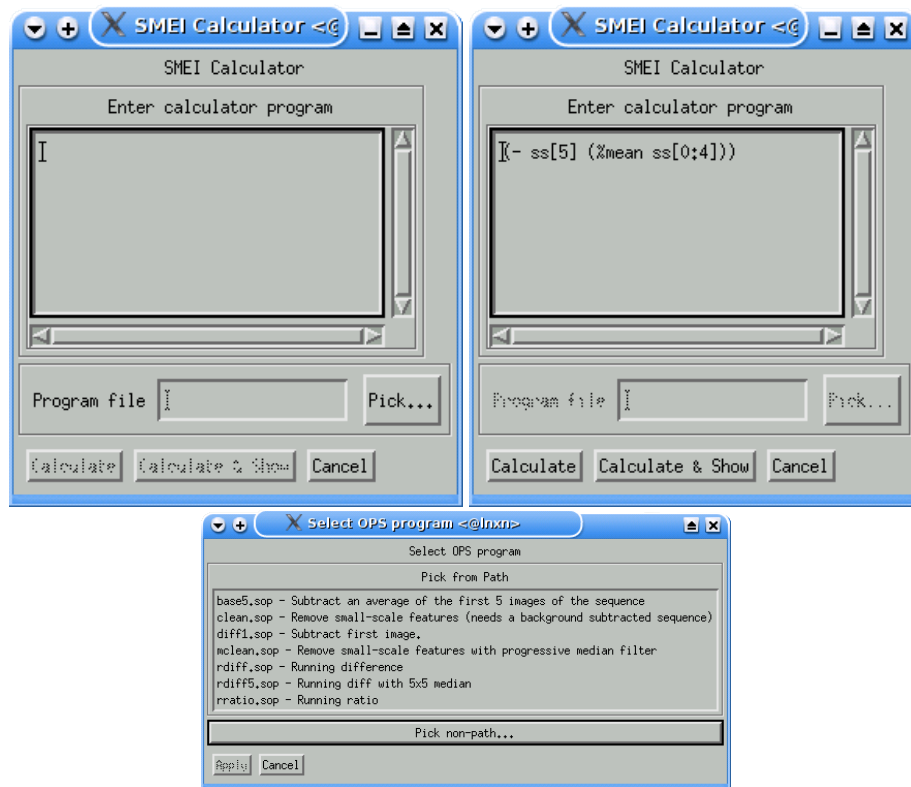 SMEI Calculator <@
SMEI Calculator
Enter calculator program
Program file
Pick...
Calculate Calculate & Show Cancel
SMEI Calculator <@
SMEI Calculator
Enter calculator program
(- ss[5] (%mean ss[0:4]))
Program file
Pick...
Calculate Calculate & Show Cancel
Select OPS program <@lnxn>
Select OPS program
Pick from Path
base5.sop - Subtract an average of the first 5 images of the sequence
clean.sop - Remove small-scale features (needs a background subtracted sequence)
diff1.sop - Subtract first image.
mclean.sop - Remove small-scale features with progressive median filter
rdiff.sop - Running difference
rdiff5.sop - Running diff with 5x5 median
rratio.sop - Running ratio
Pick non-path...
Apply Cancel